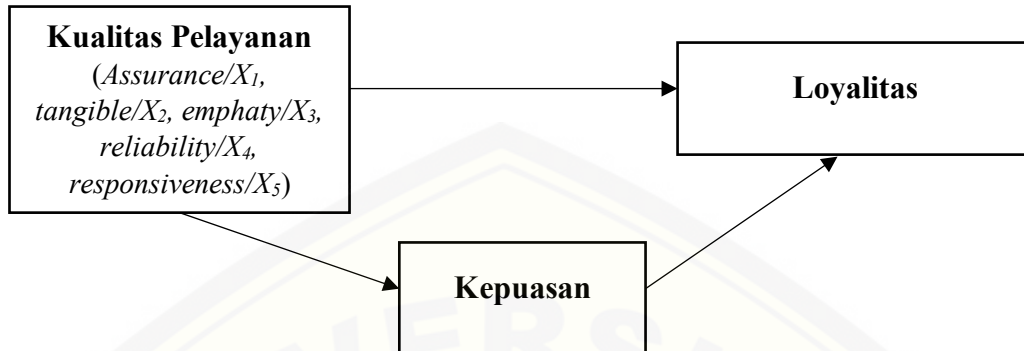 Kualitas Pelayanan
(Assurance/X1,
tangible/X2, emphaty/X3,
reliability/X4,
responsiveness/X5)
Loyalitas
Kepuasan